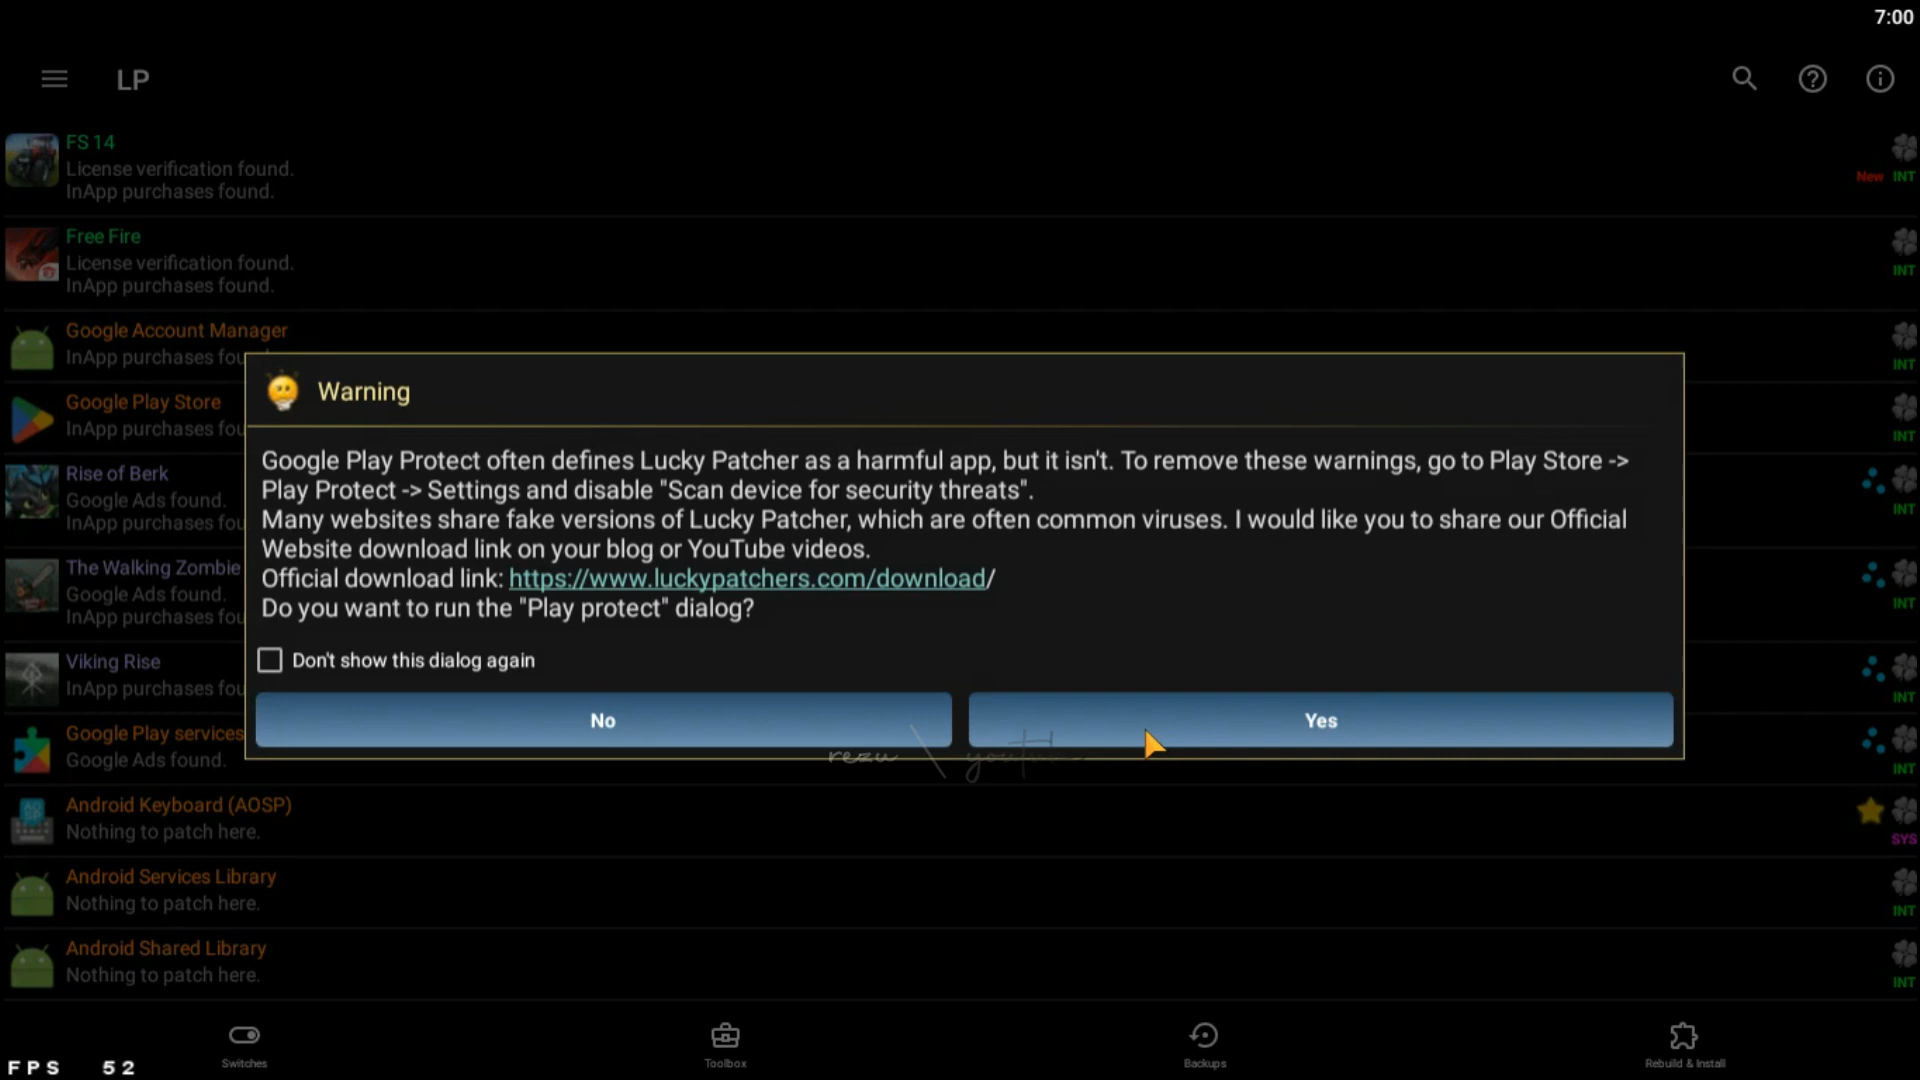 7:00
LP
FS 14
License verification found.
InApp purchases found.
New INT
Free Fire
License verification found.
InApp purchases found.
INT
Google Account Manager
InApp purchases fou
INT
Google Play Store
InApp purchases fou
INT
Rise of Berk
Google Ads found.
InApp purchases fou
INT
The Walking Zombie
Google Ads found.
InApp purchases fou
INT
Viking Rise
InApp purchases fou
INT
Google Play services
Google Ads found.
INT
Warning
Google Play Protect often defines Lucky Patcher as a harmful app, but it isn't. To remove these warnings, go to Play Store ->
Play Protect -> Settings and disable "Scan device for security threats".
Many websites share fake versions of Lucky Patcher, which are often common viruses. I would like you to share our Official
Website download link on your blog or YouTube videos.
Official download link: https://www.luckypatchers.com/download/
Do you want to run the "Play protect" dialog?
Don't show this dialog again
No
Yes
rezu \
Android Keyboard (AOSP)
Nothing to patch here.
SYS
Android Services Library
Nothing to patch here.
INT
Android Shared Library
Nothing to patch here.
INT
Switches
Toolbox
Backups
Rebuild & Install
FPS 52